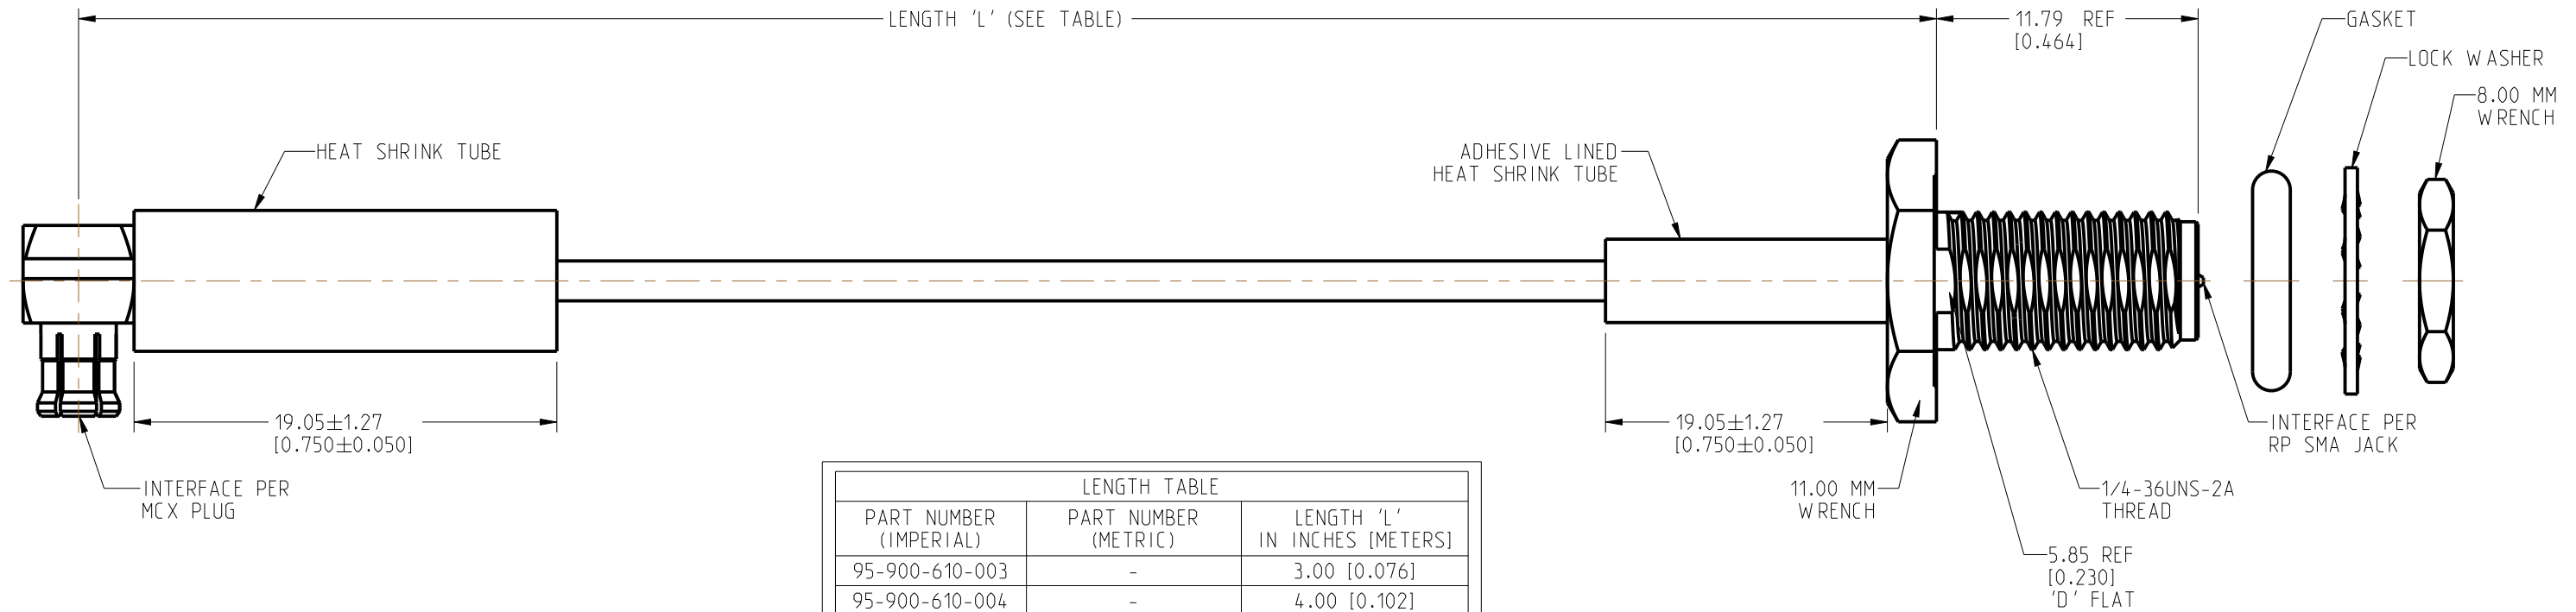 LENGTH 'L' (SEE TABLE)
11.79 REF
[0.464]
GASKET
LOCK WASHER
8.00 MM
WRENCH
HEAT SHRINK TUBE
ADHESIVE LINED
HEAT SHRINK TUBE
19.05±1.27
[0.750±0.050]
19.05±1.27
[0.750±0.050]
INTERFACE PER
RP SMA JACK
INTERFACE PER
MCX PLUG
11.00 MM
WRENCH
1/4-36UNS-2A
THREAD
5.85 REF
[0.230]
'D' FLAT
LENGTH TABLE
PART NUMBER
(IMPERIAL)
PART NUMBER
(METRIC)
LENGTH 'L'
IN INCHES [METERS]
95-900-610-003 - 3.00 [0.076]
95-900-610-004 - 4.00 [0.102]